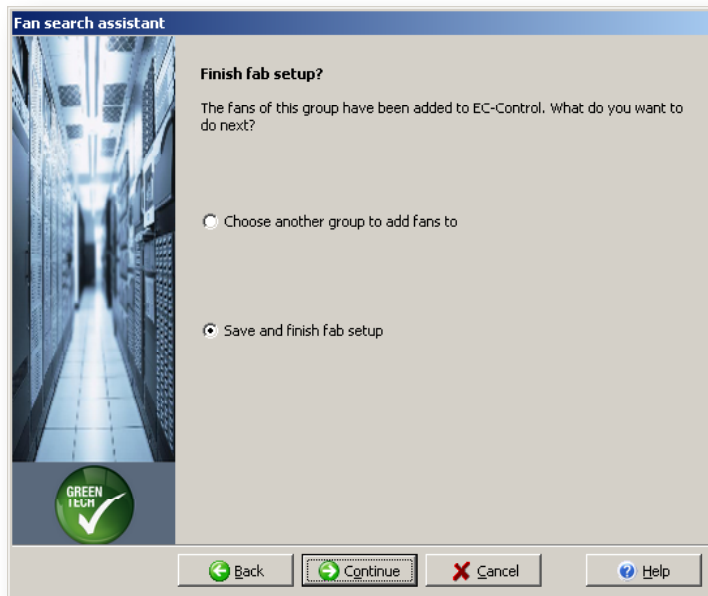 Fan search assistant
Finish fab setup?
The fans of this group have been added to EC-Control. What do you want to
do next?
Choose another group to add fans to
Save and finish fab setup
GREEN
TECH
Back
Continue
Cancel
Help